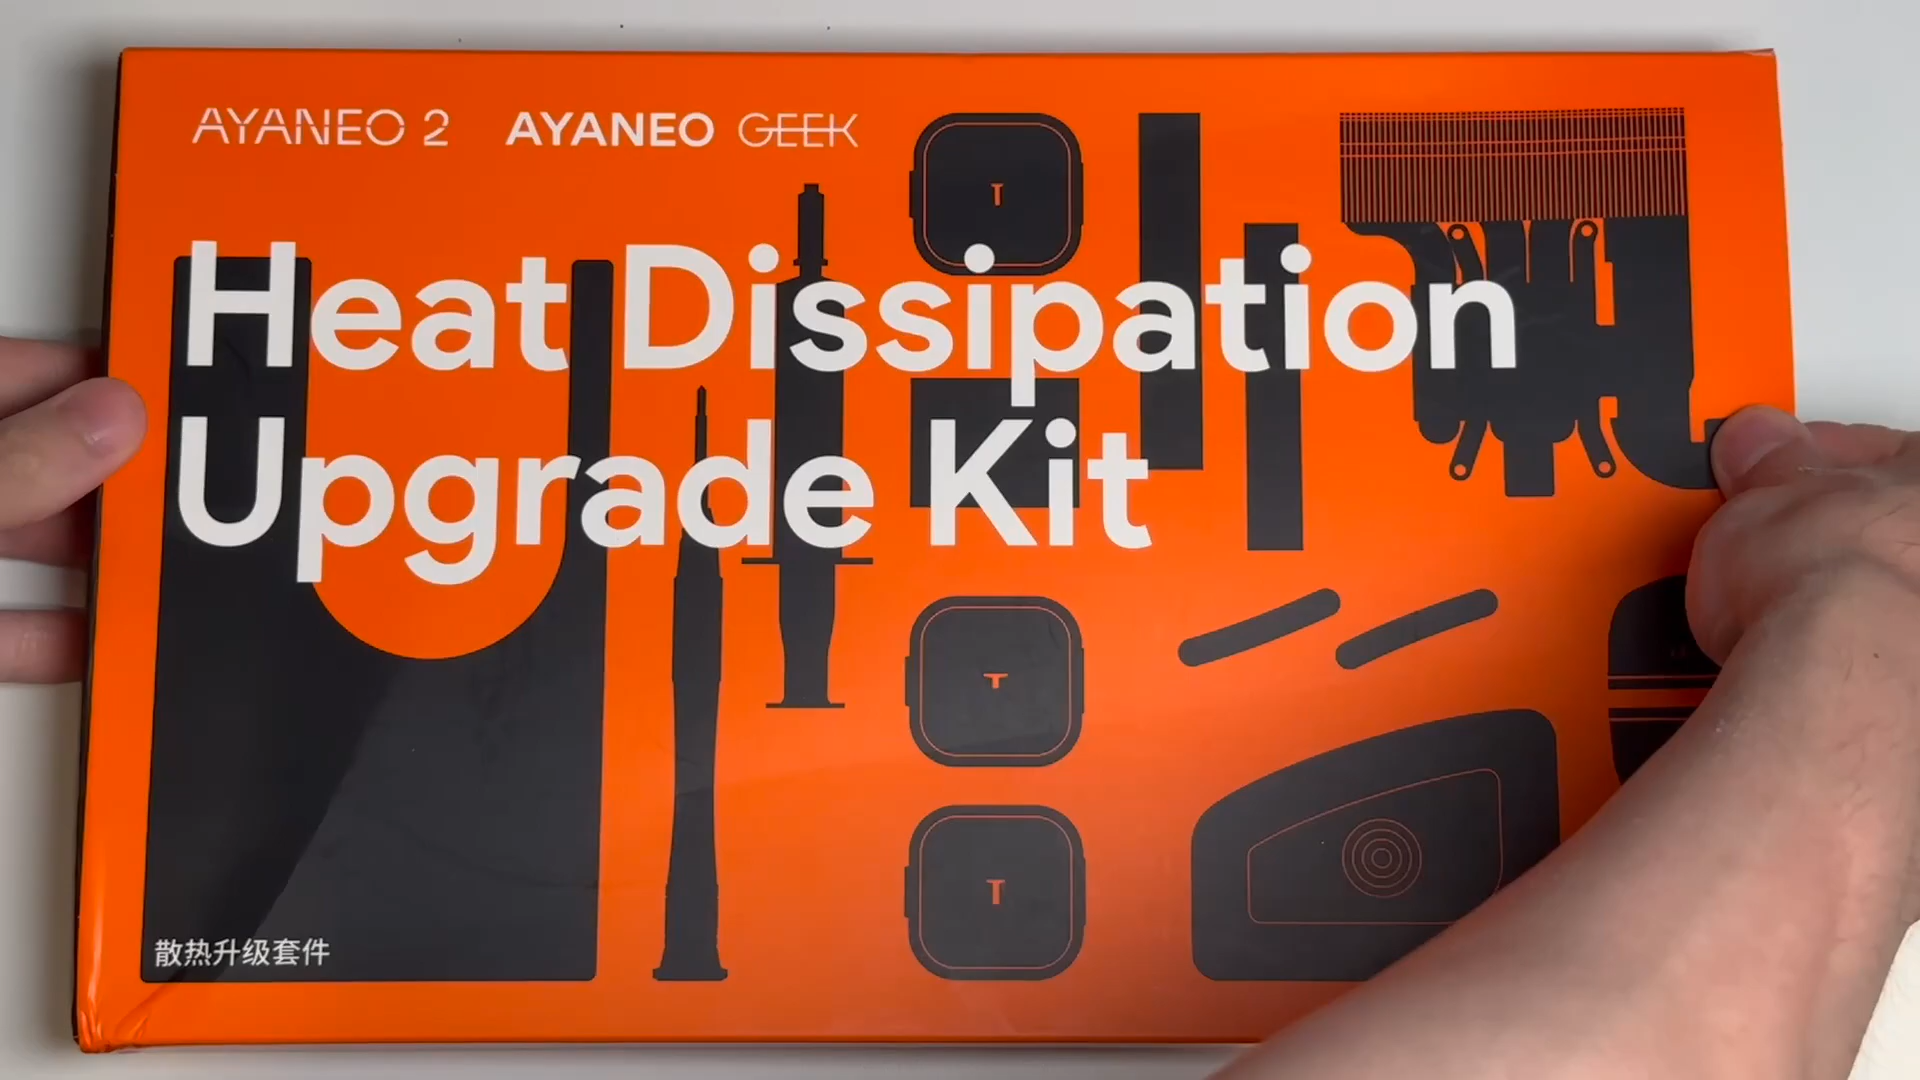 AYANEO 2 AYANEO GEEK
Heat Dissipation
Upgrade Kit
T
T
T
散热升级套件